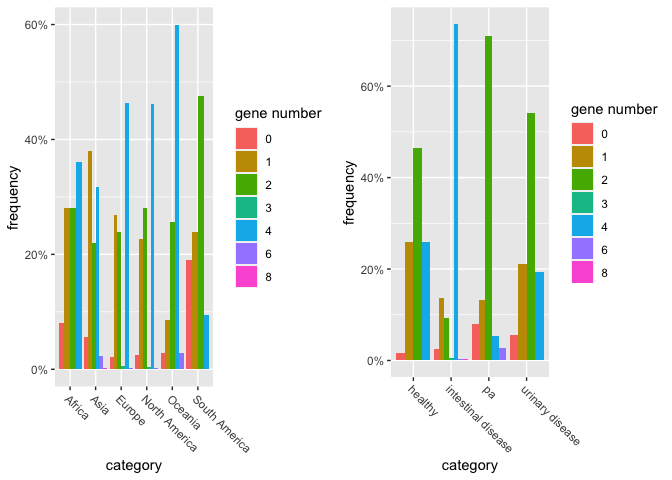 60%
40%
20%
0%
frequency
Africa
Asia
Europe
North America
Oceania
South America
category
gene number
0
1
2
3
4
6
8
60%
40%
20%
0%
frequency
healthy
intestinal disease
pa
urinary disease
category
gene number
0
1
2
3
4
6
8